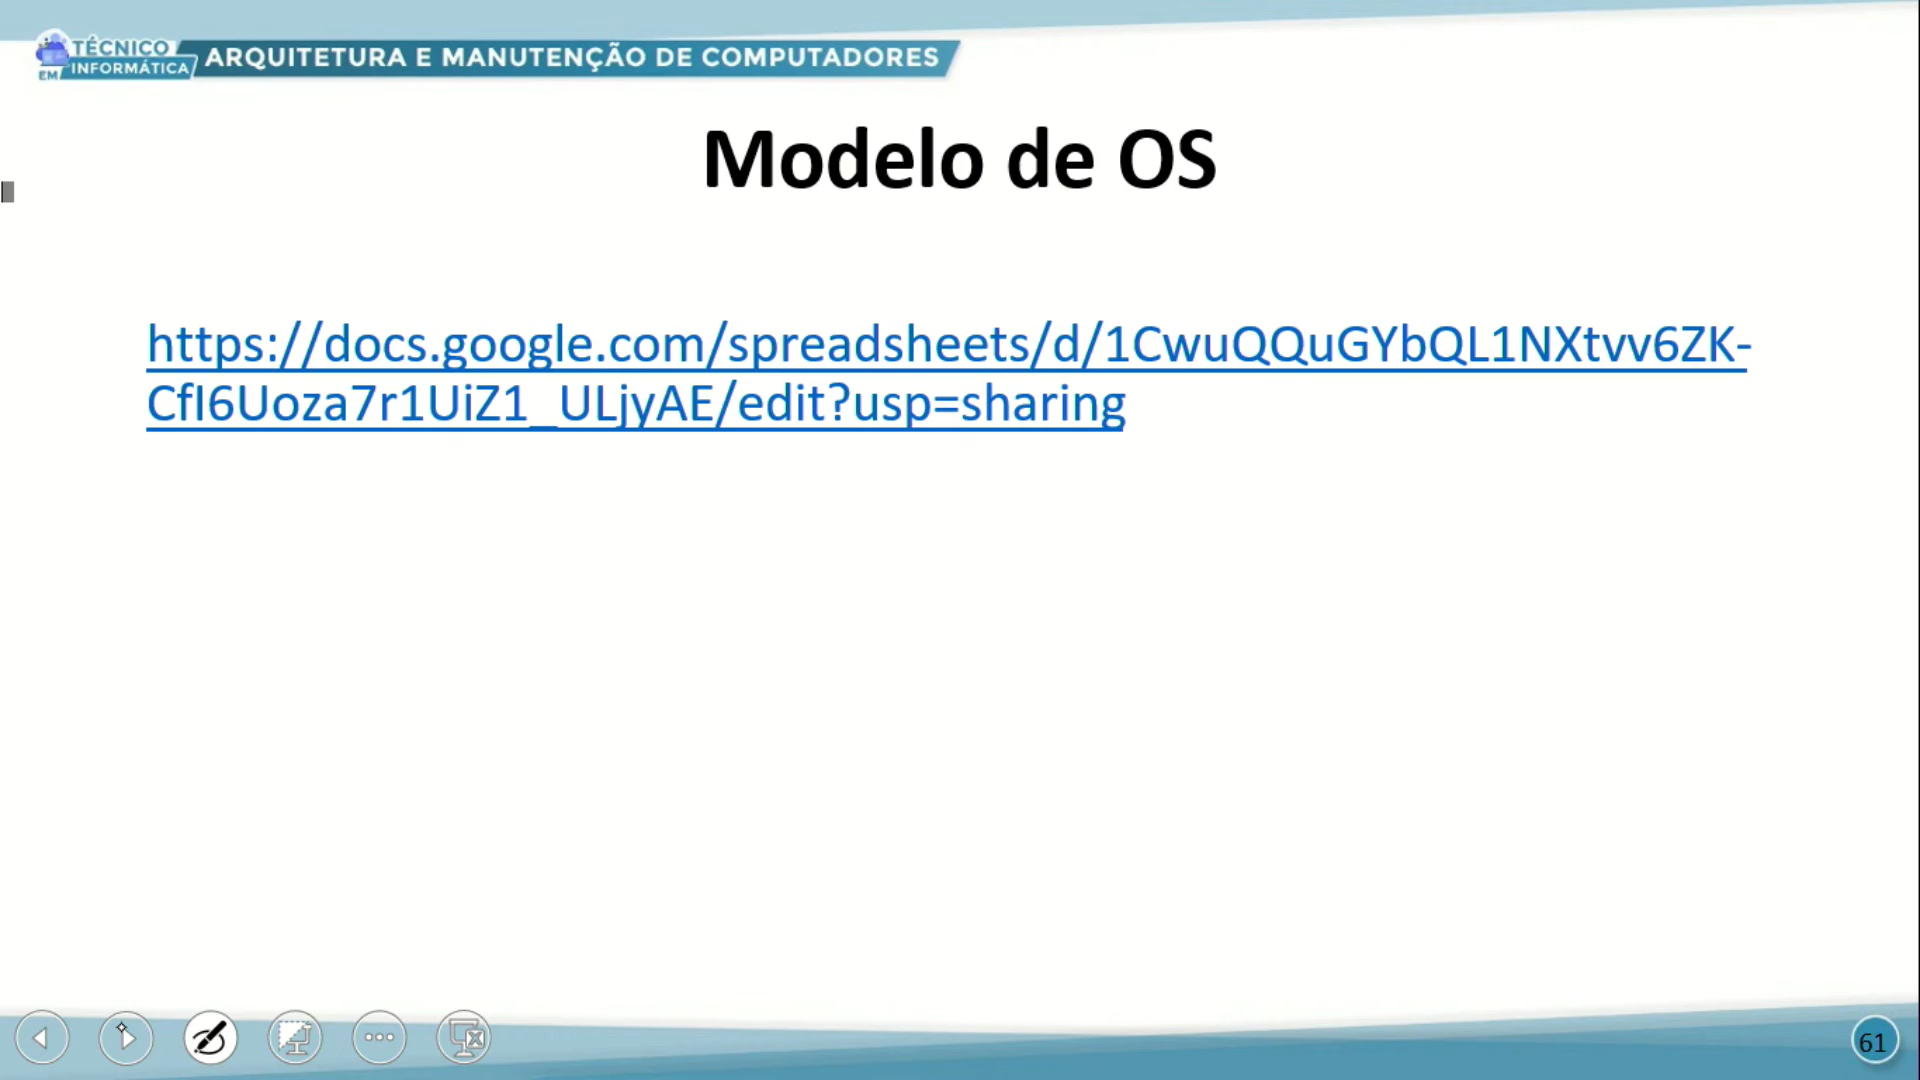 TÉCNICO
EM INFORMÁTICA
ARQUITETURA E MANUTENÇÃO DE COMPUTADORES
Modelo de OS
https://docs.google.com/spreadsheets/d/1CwuQQuGYbQL1NXtvv6ZK-
CfI6Uoza7r1UiZ1_ULjyAE/edit?usp=sharing
61